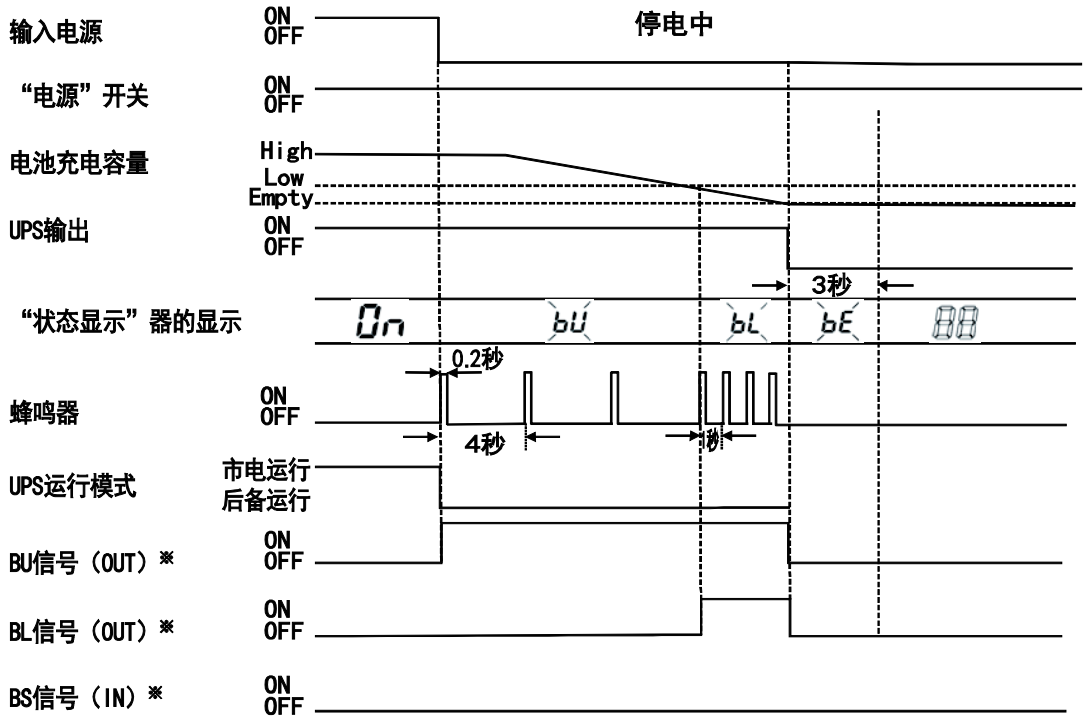 输入电源
ON
OFF
停电中
“电源”开关
ON
OFF
电池充电容量
High
Low
Empty
UPS输出
ON
OFF
3秒
“状态显示”器的显示
On
bU
bL
bE
88
0.2秒
蜂鸣器
ON
OFF
4秒
1秒
UPS运行模式
市电运行
后备运行
BU信号（OUT）※
ON
OFF
BL信号（OUT）※
ON
OFF
BS信号（IN）※
ON
OFF